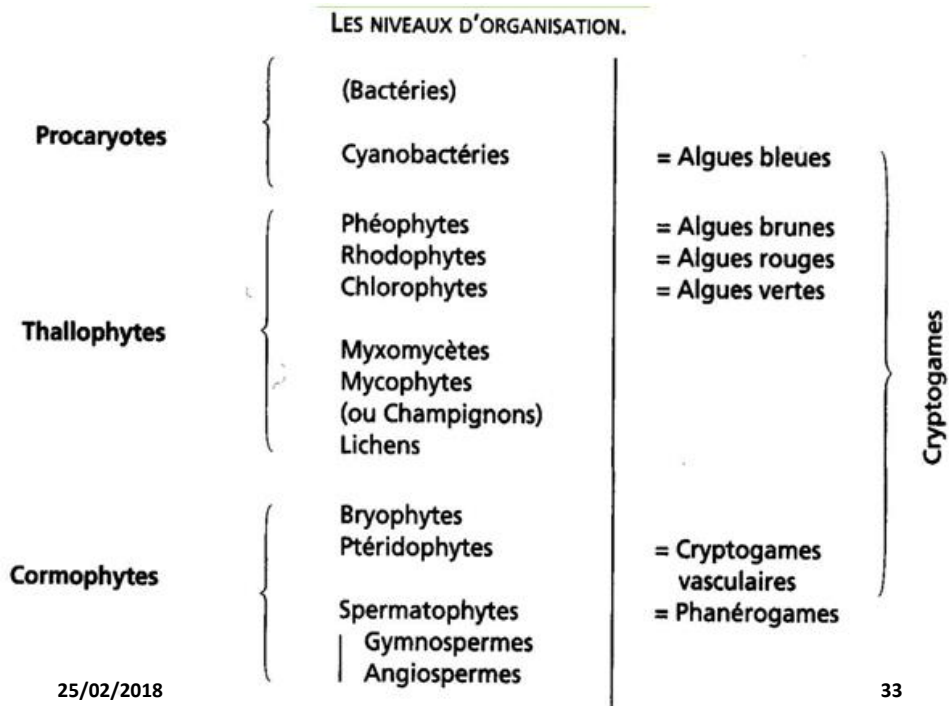 LES NIVEAUX D'ORGANISATION.
(Bactéries)
Procaryotes
Cyanobactéries = Algues bleues
Phéophytes = Algues brunes
Rhodophytes = Algues rouges
Chlorophytes = Algues vertes
Thallophytes
Myxomycètes
Mycophytes
(ou Champignons)
Lichens
Cryptogames
Bryophytes
Ptéridophytes = Cryptogames
vasculaires
Cormophytes
Spermatophytes = Phanérogames
Gymnospermes
Angiospermes
25/02/2018
33